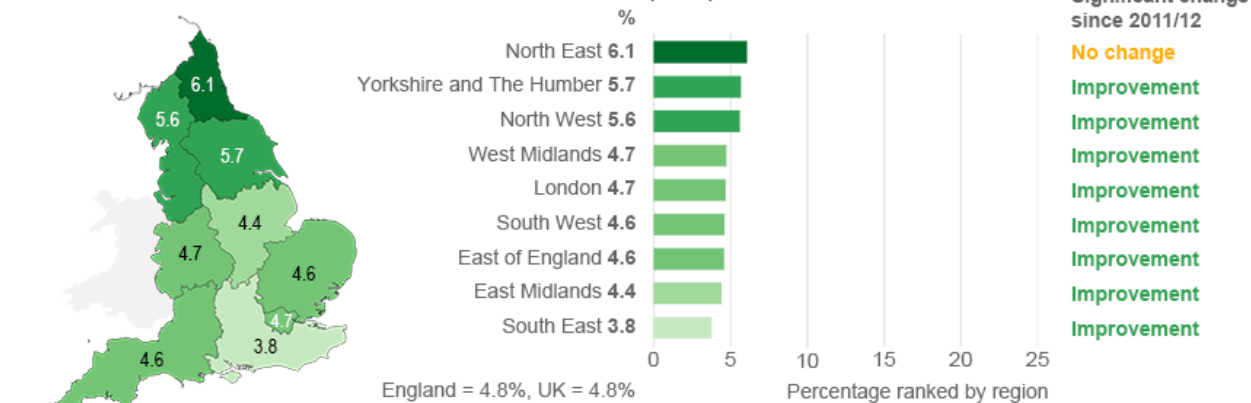 %
change
since 2011/12
North East 6.1
No change
Yorkshire and The Humber 5.7
Improvement
North West 5.6
Improvement
West Midlands 4.7
Improvement
London 4.7
Improvement
South West 4.6
Improvement
East of England 4.6
Improvement
East Midlands 4.4
Improvement
South East 3.8
Improvement
0 5 10 15 20 25
England = 4.8%, UK = 4.8%
Percentage ranked by region
6.1
5.6
5.7
4.4
4.7
4.6
4.7
3.8
4.6